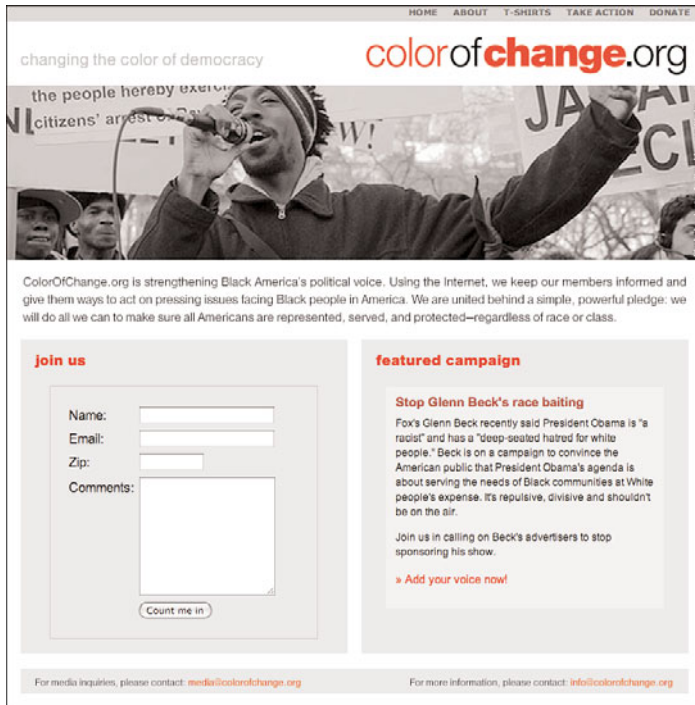 HOME ABOUT T-SHIRTS TAKE ACTION DONATE
changing the color of democracy
colorofchange.org
the people hereby
citizens' arrest
W!
JA
ColorOfChange.org is strengthening Black America's political voice. Using the Internet, we keep our members informed and
give them ways to act on pressing issues facing Black people in America. We are united behind a simple, powerful pledge: we
will do all we can to make sure all Americans are represented, served, and protected—regardless of race or class.
join us
Name:
Email:
Zip:
Comments:
Count me in
featured campaign
Stop Glenn Beck's race baiting
Fox's Glenn Beck recently said President Obama is "a
racist" and has a "deep-seated hatred for white
people." Beck is on a campaign to convince the
American public that President Obama's agenda is
about serving the needs of Black communities at White
people's expense. It's repulsive, divisive and shouldn't
be on the air.
Join us in calling on Beck's advertisers to stop
sponsoring his show.
» Add your voice now!
For media inquiries, please contact: media@colorofchange.org
For more information, please contact: info@colorofchange.org